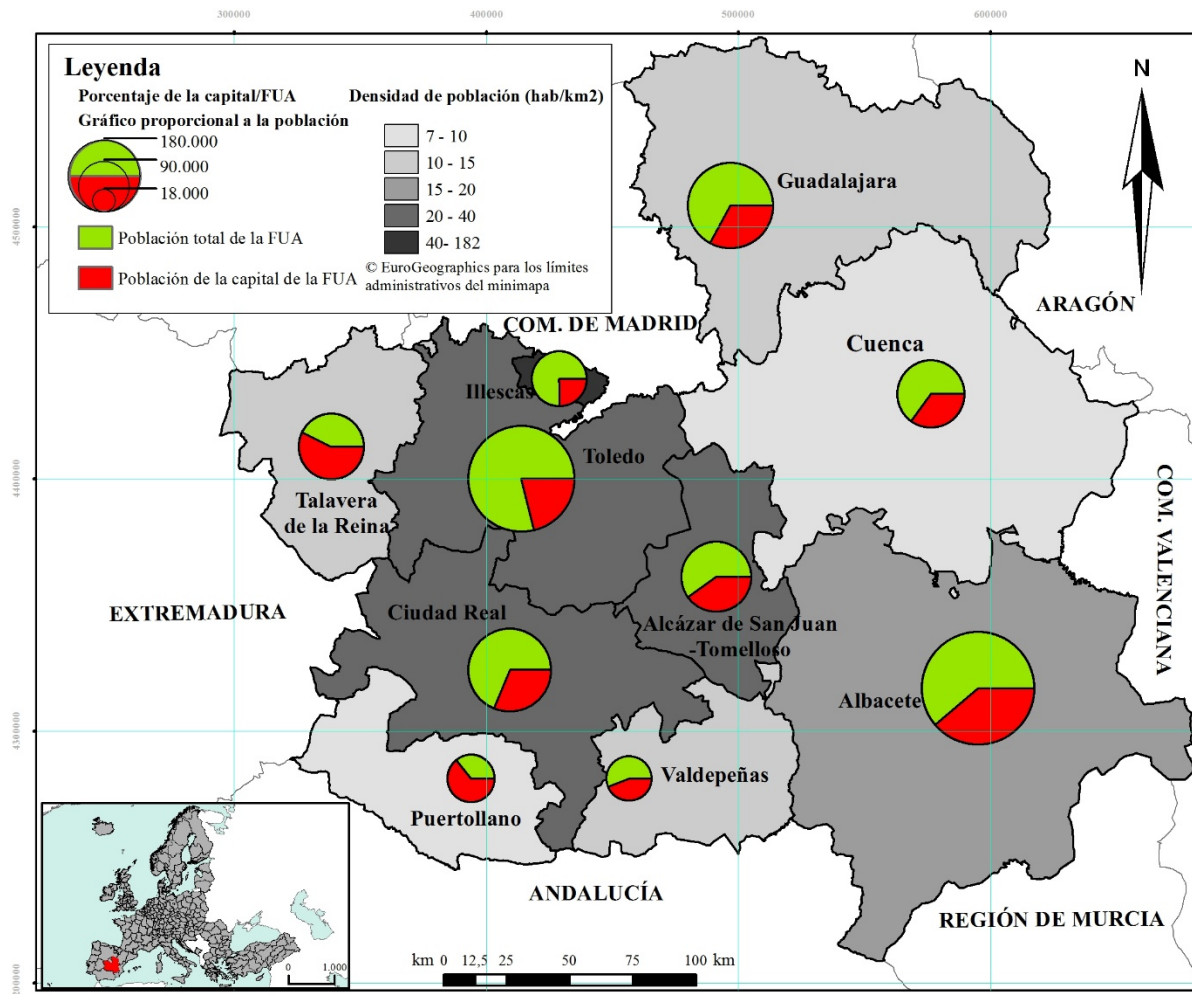 300000
400000
500000
600000
Leyenda
Porcentaje de la capital/FUA
Gráfico proporcional a la población
180.000
90.000
18.000
Población total de la FUA
Población de la capital de la FUA
Densidad de población (hab/km2)
7 - 10
10 - 15
15 - 20
20 - 40
40- 182
© EuroGeographics para los límites
administrativos del minimapa
N
4500000
4400000
4300000
Guadalajara
ARAGÓN
COM. DE MADRID
Cuenca
Illescas
Toledo
Talavera
de la Reina
COM. VALENCIANA
EXTREMADURA
Ciudad Real
Alcázar de San Juan
-Tomelloso
Albacete
Valdepeñas
Puertollano
ANDALUCÍA
REGIÓN DE MURCIA
0
1.000
km 0 12,5 25 50 75 100 km